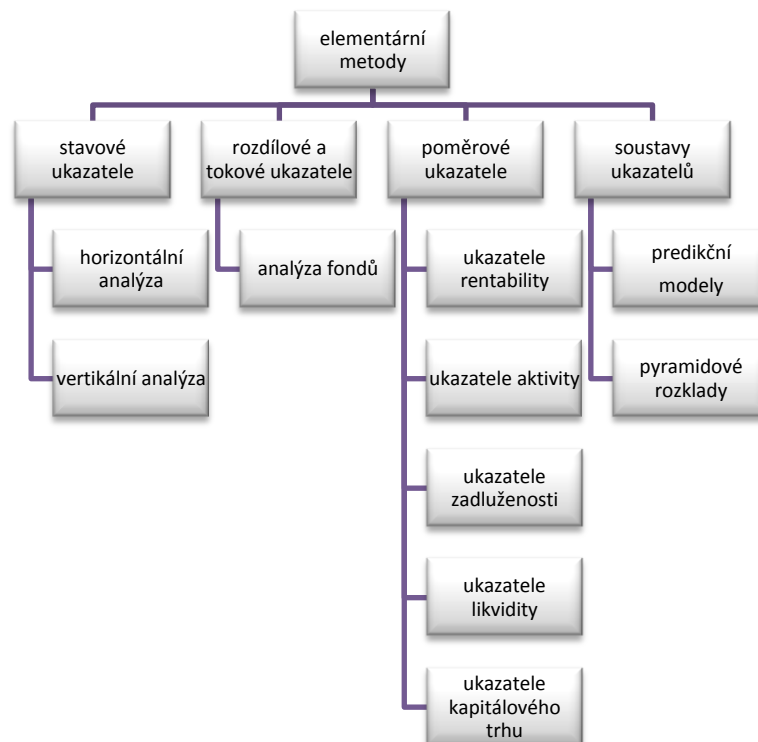 elementární
metody
stavové
ukazatele
rozdílové a
tokové ukazatele
poměrové
ukazatele
soustavy
ukazatelů
horizontální
analýza
vertikální analýza
analýza fondů
ukazatele
rentability
ukazatele aktivity
ukazatele
zadluženosti
ukazatele
likvidity
ukazatele
kapitálového
trhu
predikční
modely
pyramidové
rozklady